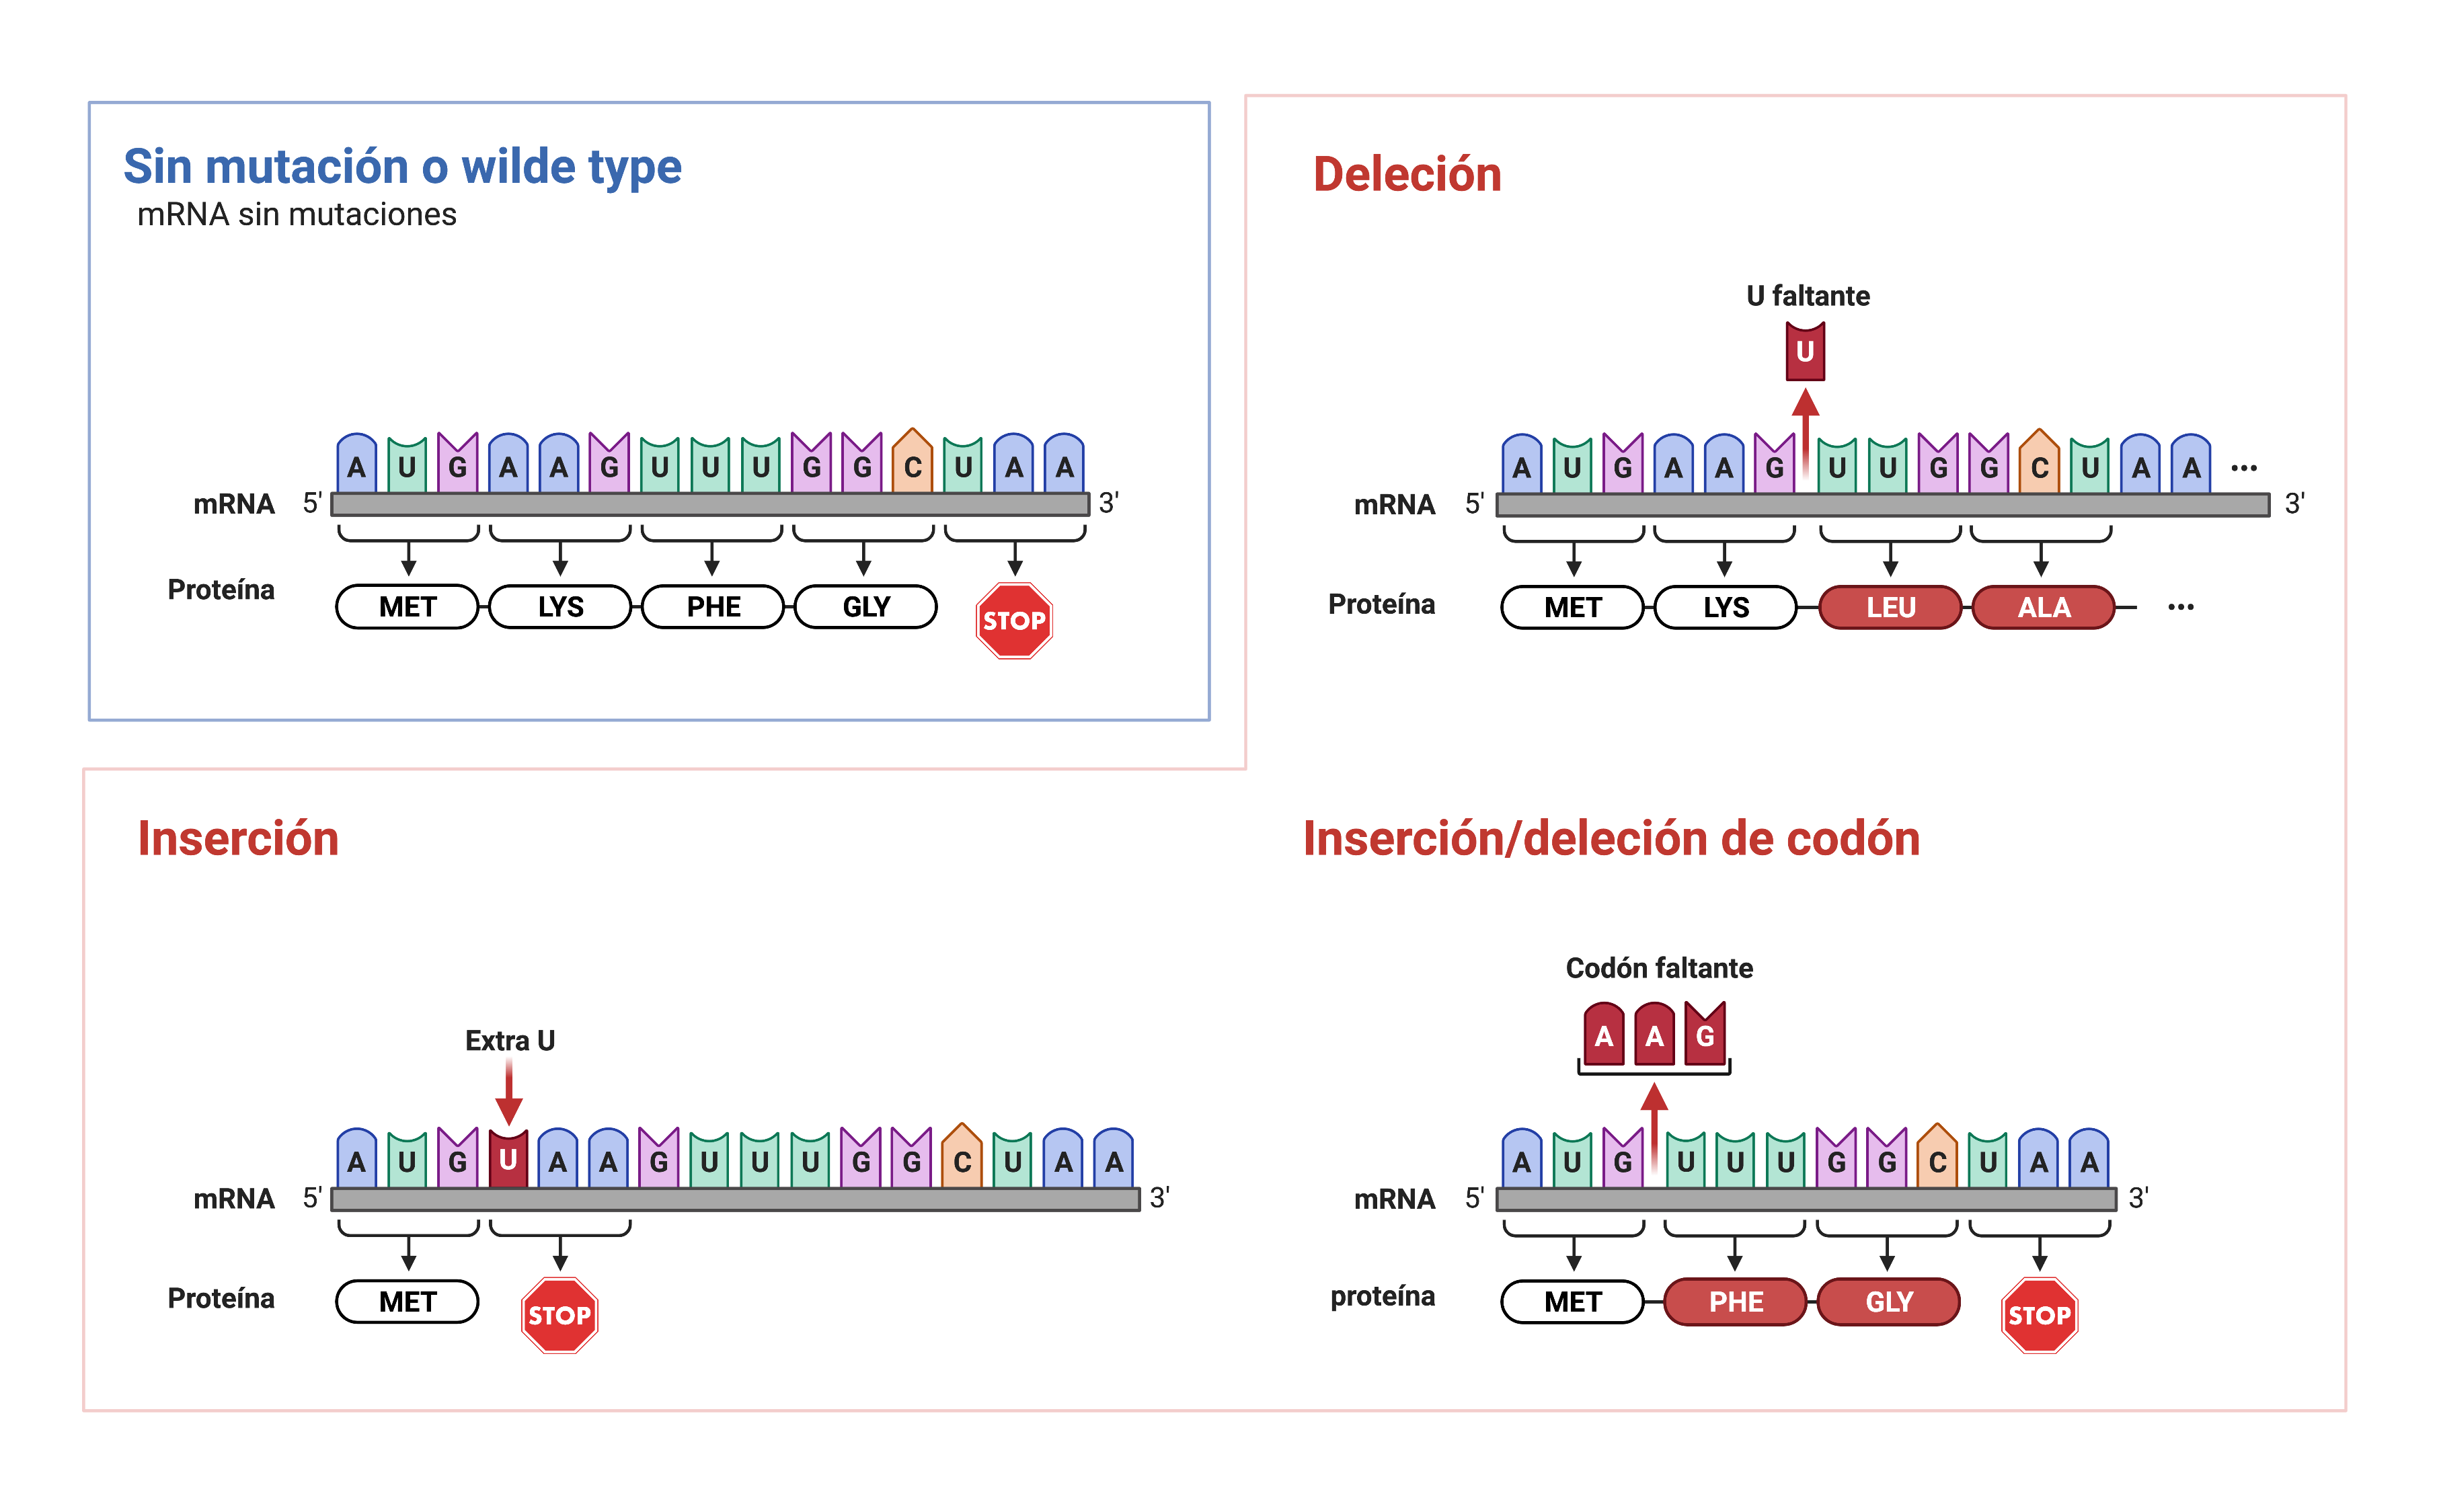 Sin mutación o wilde type
mRNA sin mutaciones
A U G A A G U U U G G C U A A
mRNA 5' 3'
Proteína MET LYS PHE GLY STOP
Deleción
U faltante
U
A U G A A G U U G G C U A A ...
mRNA 5' 3'
Proteína MET LYS LEU ALA ...
Inserción
Extra U
A U G U A A G U U U G G C U A A
mRNA 5' 3'
Proteína MET STOP
Inserción/deleción de codón
Codón faltante
A A G
A U G U U U G G C U A A
mRNA 5' 3'
proteína MET PHE GLY STOP